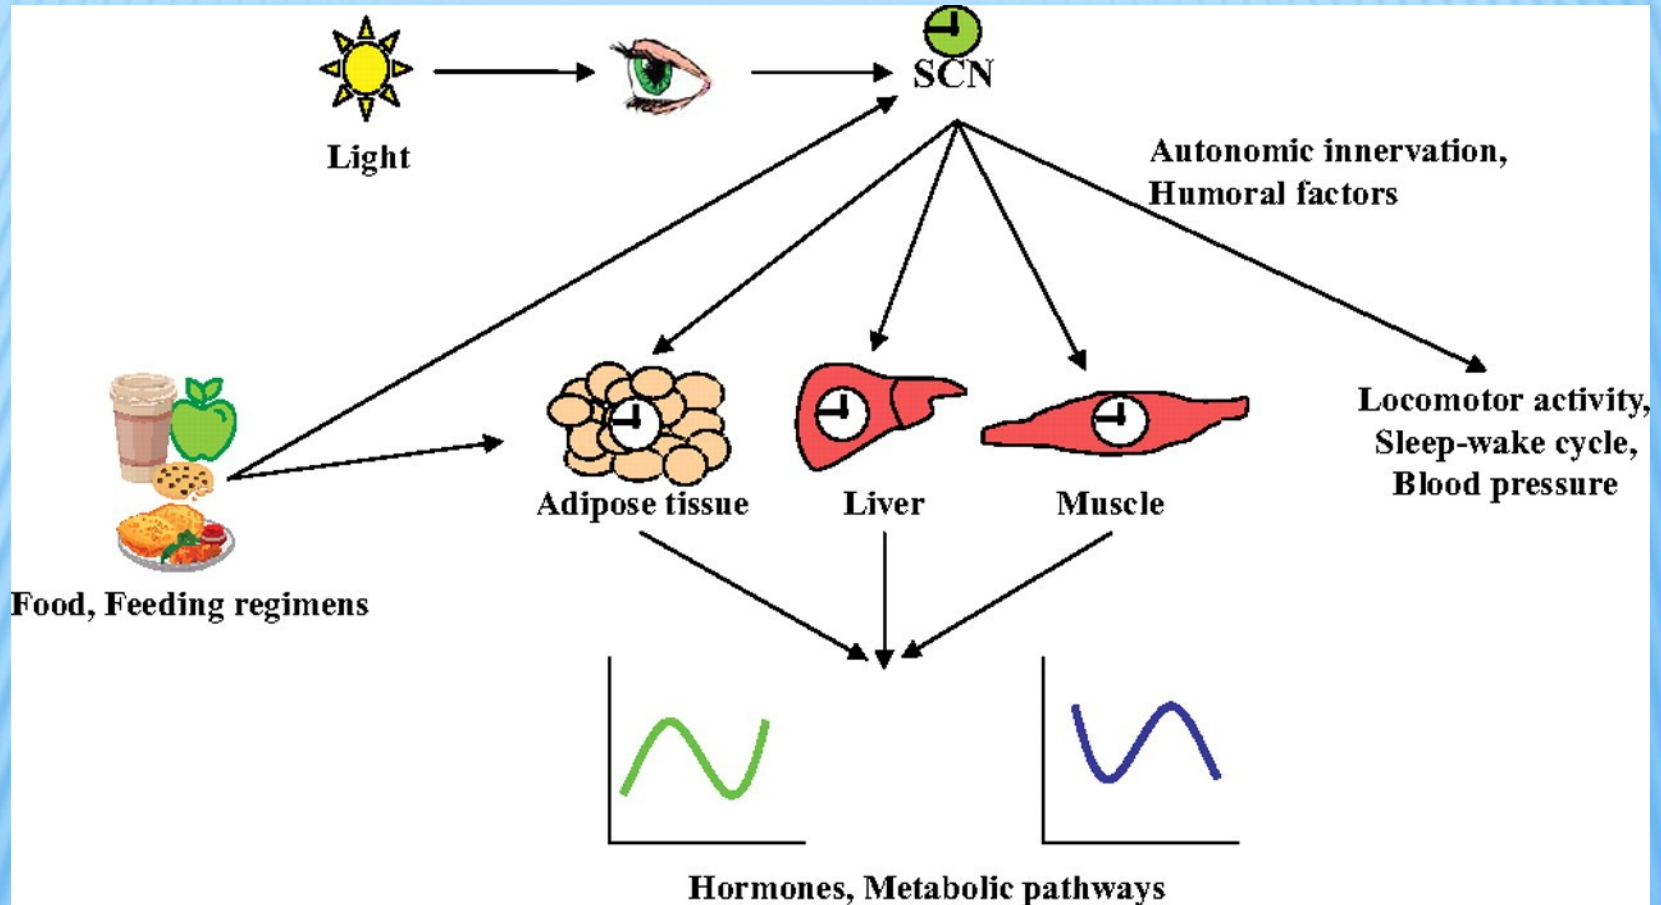 SCN
Light
Autonomic innervation,
Humoral factors
Locomotor activity,
Sleep-wake cycle,
Blood pressure
Adipose tissue
Liver
Muscle
Food, Feeding regimens
Hormones, Metabolic pathways